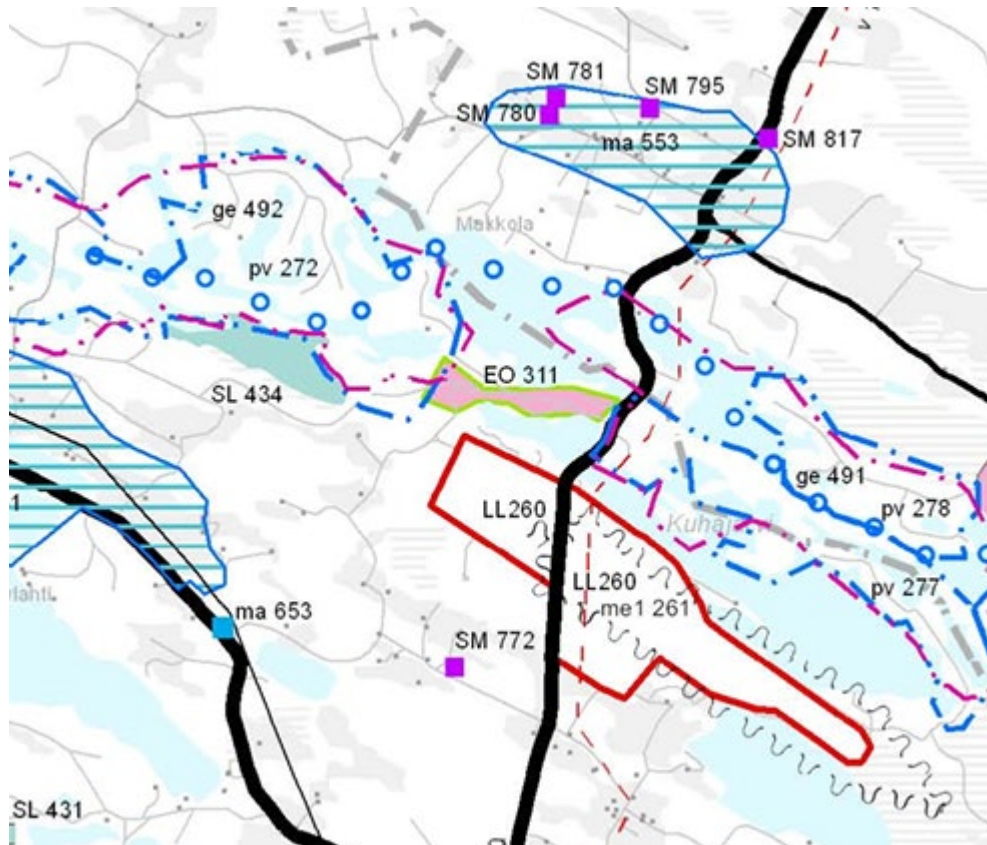 SM 781
SM 795
SM 780
ma 553
SM 817
ge 492
Makkola
pv 272
EO 311
SL 434
ge 491
pv 278
LL260
Kuhajärvi
LL260
pv 277
me1 261
ma 653
SM 772
SL 431